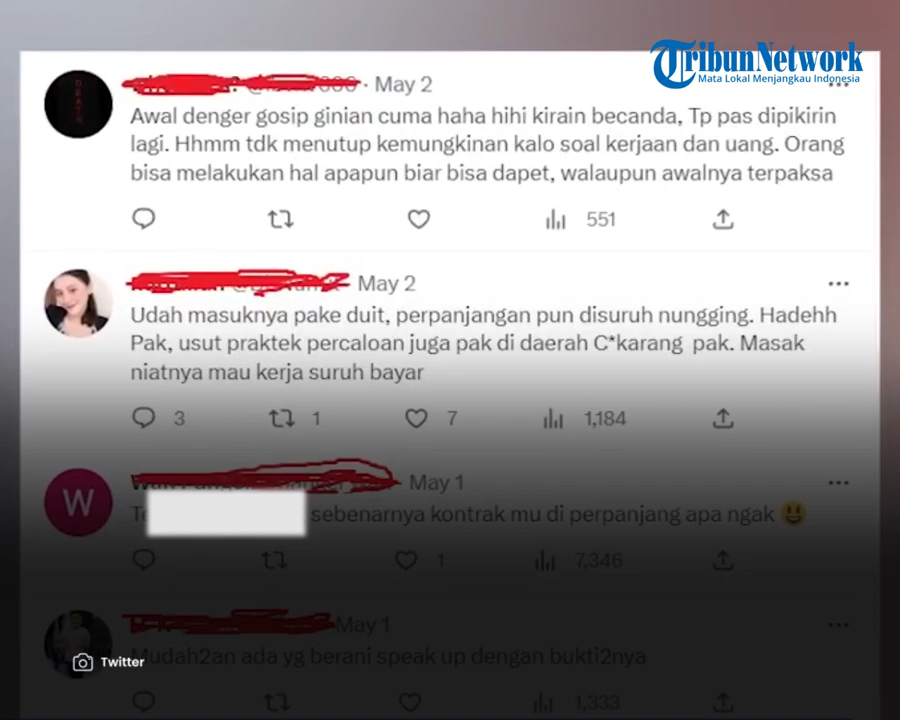 TribunNetwork
Mata Lokal Menjangkau Indonesia
· May 2
Awal denger gosip ginian cuma haha hihi kirain becanda, Tp pas dipikirin
lagi. Hhmm tdk menutup kemungkinan kalo soal kerjaan dan uang. Orang
bisa melakukan hal apapun biar bisa dapet, walaupun awalnya terpaksa
551
May 2
Udah masuknya pake duit, perpanjangan pun disuruh nungging. Hadehh
Pak, usut praktek percaloan juga pak di daerah C*karang pak. Masak
niatnya mau kerja suruh bayar
3 1 7 1,184
W
May 1
sebenarnya kontrak mu di perpanjang apa ngak 😃
1 7,346
May 1
Mudah2an ada yg berani speak up dengan bukti2nya
1,333
Twitter